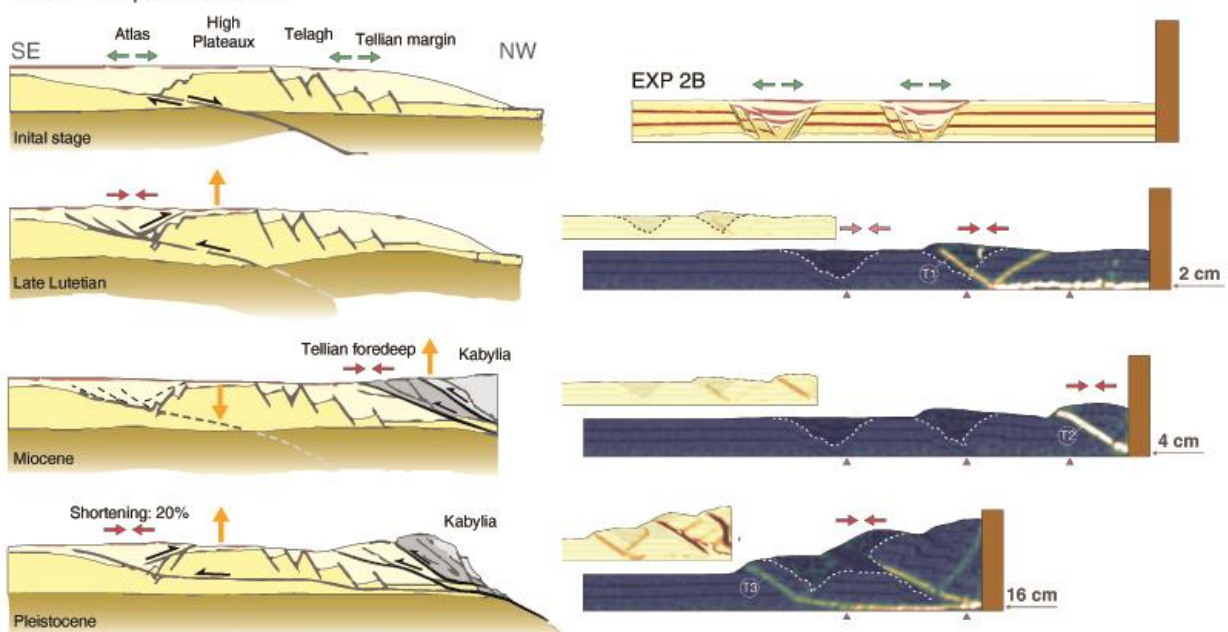 SE
Atlas
High
Plateaux
Telagh
Tellian margin
NW
Inital stage
EXP 2B
Late Lutetian
T1
2 cm
Tellian foredeep
Kabylia
Miocene
T2
4 cm
Shortening: 20%
Kabylia
Pleistocene
T3
16 cm